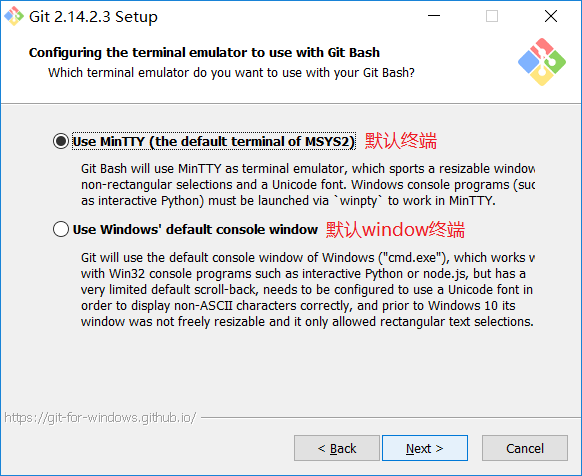 Git 2.14.2.3 Setup
Configuring the terminal emulator to use with Git Bash
Which terminal emulator do you want to use with your Git Bash?
Use MinTTY (the default terminal of MSYS2) 默认终端
Git Bash will use MinTTY as terminal emulator, which sports a resizable window
non-rectangular selections and a Unicode font. Windows console programs (suc
as interactive Python) must be launched via `winpty` to work in MinTTY.
Use Windows' default console window 默认window终端
Git will use the default console window of Windows ("cmd.exe"), which works w
with Win32 console programs such as interactive Python or node.js, but has a
very limited default scroll-back, needs to be configured to use a Unicode font in
order to display non-ASCII characters correctly, and prior to Windows 10 its
window was not freely resizable and it only allowed rectangular text selections.
https://git-for-windows.github.io/
< Back Next > Cancel